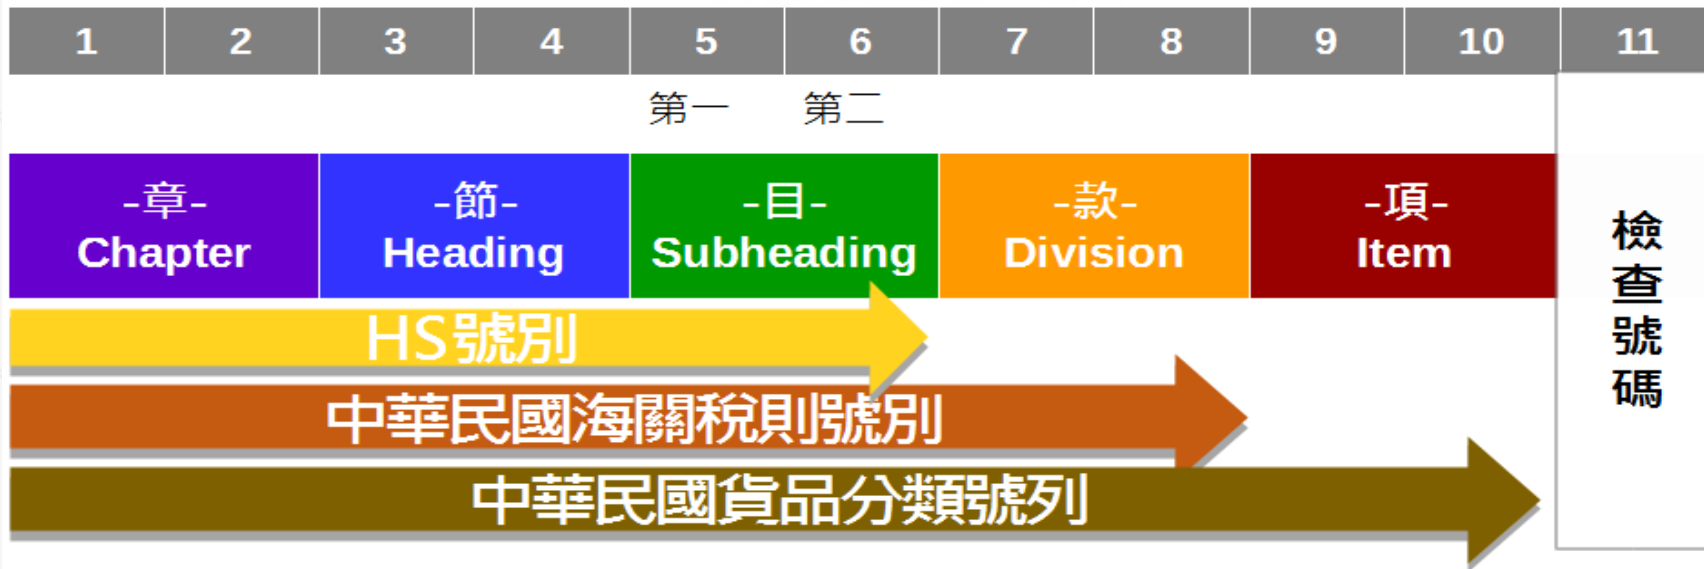 1 2 3 4 5 6 7 8 9 10 11
第一 第二
-章- -節- -目- -款- -項-
Chapter Heading Subheading Division Item
檢查號碼
HS號別
中華民國海關稅則號別
中華民國貨品分類號列